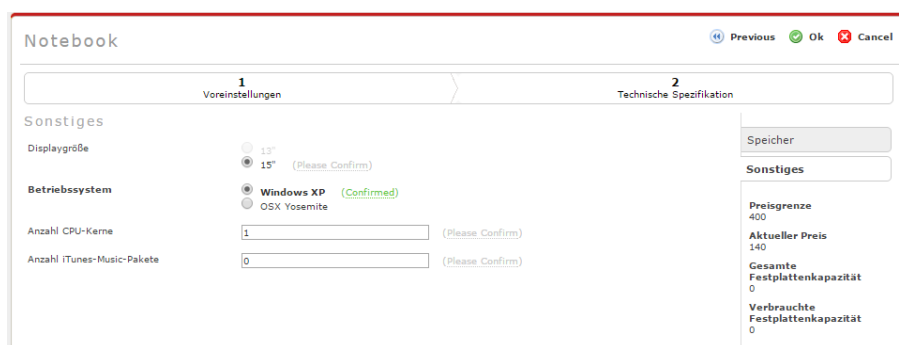 Notebook
Previous Ok Cancel
1
Voreinstellungen
2
Technische Spezifikation
Sonstiges
Displaygröße
13"
15" (Please Confirm)
Betriebssystem
Windows XP (Confirmed)
OSX Yosemite
Anzahl CPU-Kerne 1 (Please Confirm)
Anzahl iTunes-Music-Pakete 0 (Please Confirm)
Speicher
Sonstiges
Preisgrenze
400
Aktueller Preis
140
Gesamte
Festplattenkapazität
0
Verbrauchte
Festplattenkapazität
0